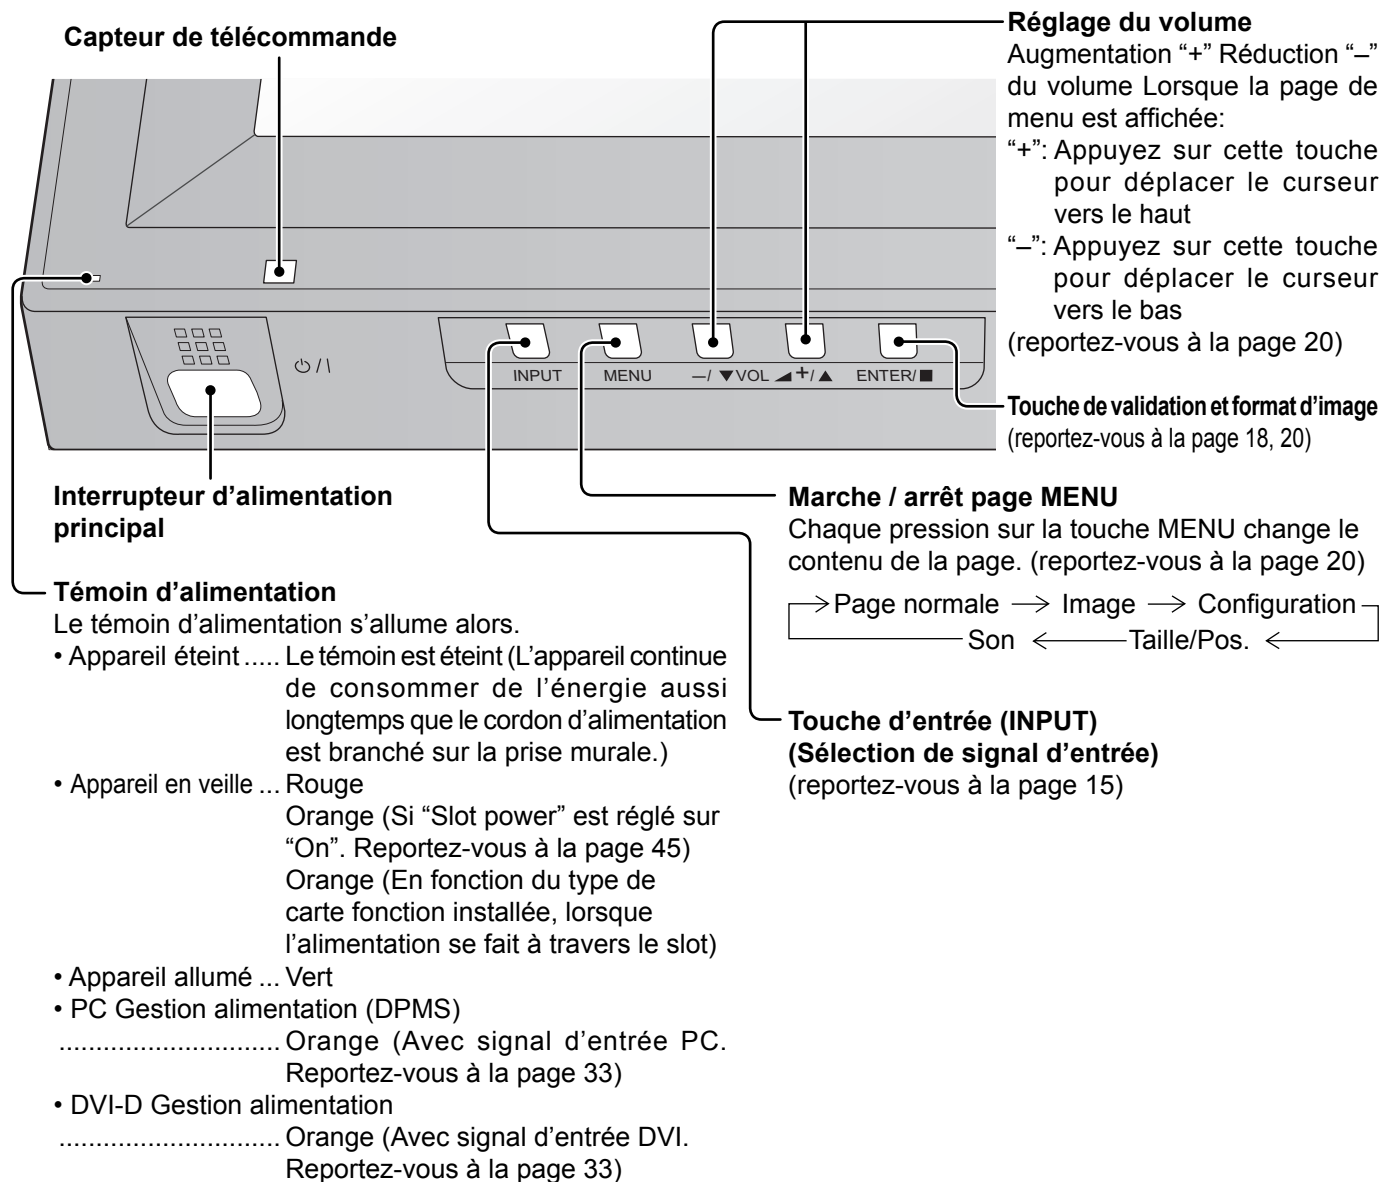 Capteur de télécommande
Réglage du volume
Augmentation “+” Réduction “–”
du volume Lorsque la page de
menu est affichée:
“+”: Appuyez sur cette touche
pour déplacer le curseur
vers le haut
“–”: Appuyez sur cette touche
pour déplacer le curseur
vers le bas
(reportez-vous à la page 20)
⏻ / |
INPUT MENU –/ ▼ VOL ◢ +/ ▲ ENTER/ ■
Touche de validation et format d’image
(reportez-vous à la page 18, 20)
Interrupteur d’alimentation
principal
Marche / arrêt page MENU
Chaque pression sur la touche MENU change le
contenu de la page. (reportez-vous à la page 20)
Page normale → Image → Configuration
Son ← Taille/Pos. ←
Témoin d’alimentation
Le témoin d’alimentation s’allume alors.
• Appareil éteint ..... Le témoin est éteint (L’appareil continue
de consommer de l’énergie aussi
longtemps que le cordon d’alimentation
est branché sur la prise murale.)
• Appareil en veille ... Rouge
Orange (Si “Slot power” est réglé sur
“On”. Reportez-vous à la page 45)
Orange (En fonction du type de
carte fonction installée, lorsque
l’alimentation se fait à travers le slot)
• Appareil allumé ... Vert
• PC Gestion alimentation (DPMS)
.............................. Orange (Avec signal d’entrée PC.
Reportez-vous à la page 33)
• DVI-D Gestion alimentation
.............................. Orange (Avec signal d’entrée DVI.
Reportez-vous à la page 33)
Touche d’entrée (INPUT)
(Sélection de signal d’entrée)
(reportez-vous à la page 15)